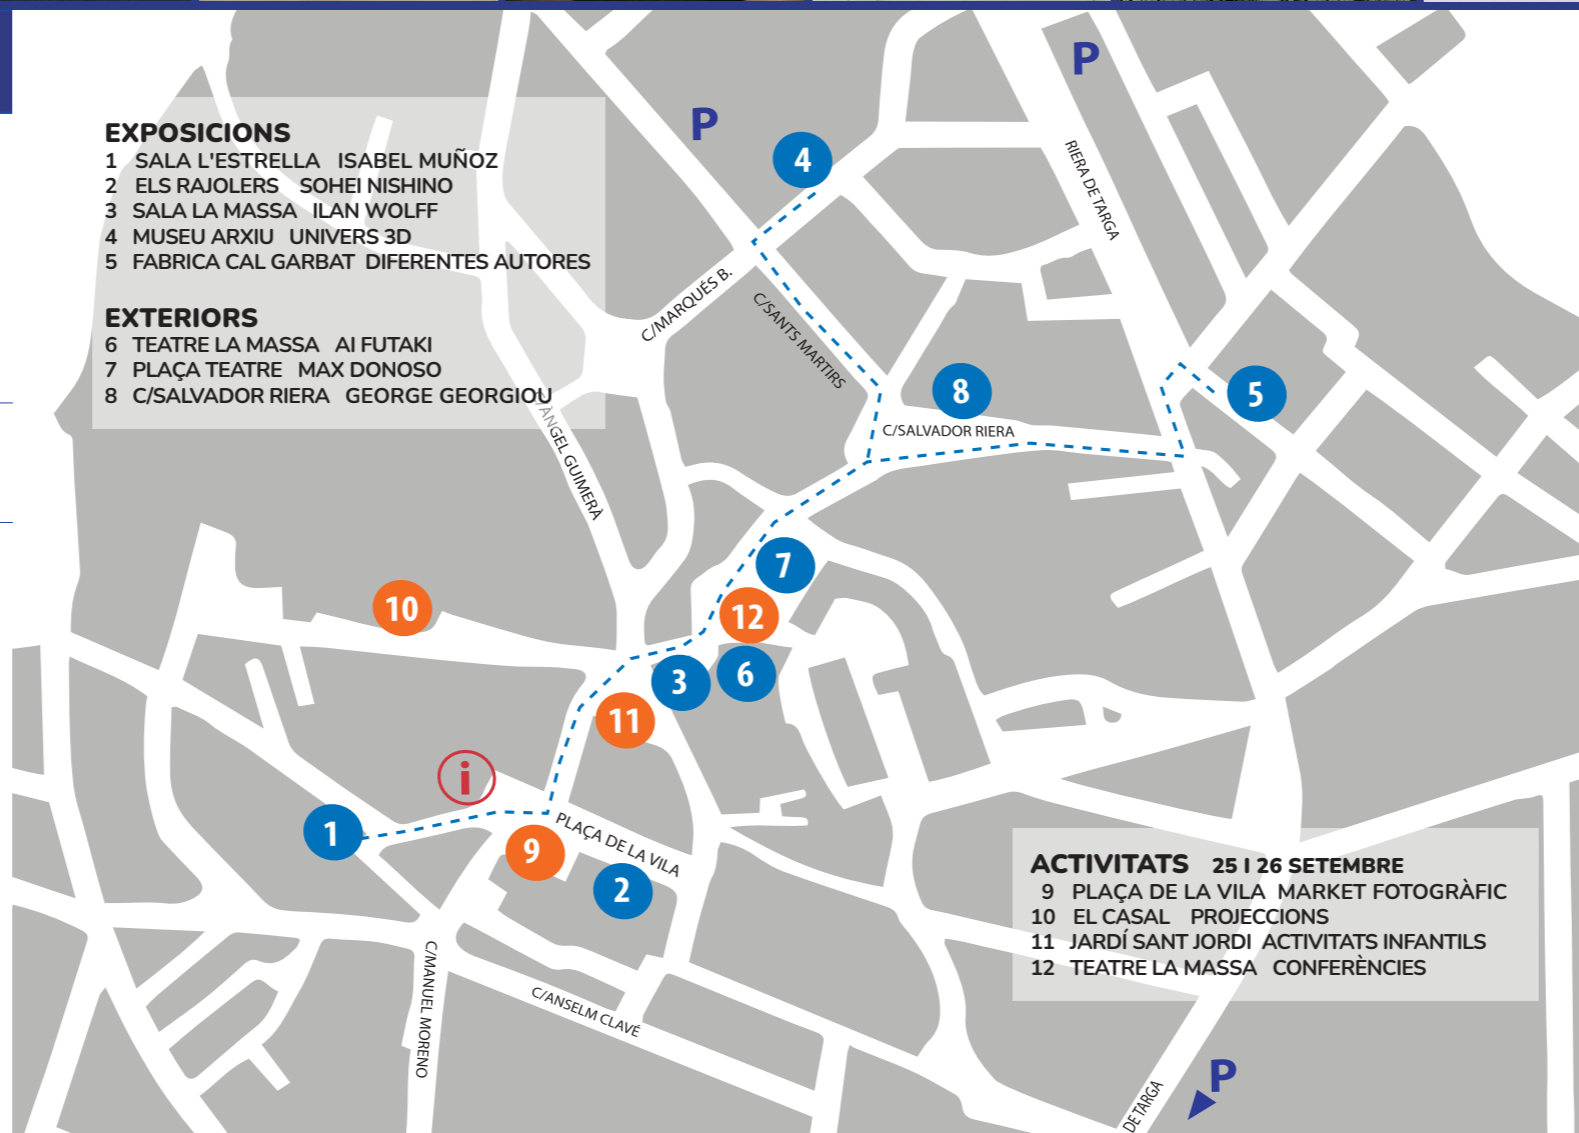 EXPOSICIONS
1 SALA L'ESTRELLA ISABEL MUÑOZ
2 ELS RAJOLERS SOHEI NISHINO
3 SALA LA MASSA ILAN WOLFF
4 MUSEU ARXIU UNIVERS 3D
5 FABRICA CAL GARBAT DIFERENTES AUTORES
EXTERIORS
6 TEATRE LA MASSA AI FUTAKI
7 PLAÇA TEATRE MAX DONOSO
8 C/SALVADOR RIERA GEORGE GEORGIOU
P
P
4
RIERA DE TARGA
C/MARQUÉS B.
C/SANTS MARTIRS
8
5
C/SALVADOR RIERA
C/ÀNGEL GUIMERÀ
7
10
12
3
6
11
i
1
9
PLAÇA DE LA VILA
2
C/MANUEL MORENO
C/ANSELM CLAVÉ
ACTIVITATS 25 I 26 SETEMBRE
9 PLAÇA DE LA VILA MARKET FOTOGRÀFIC
10 EL CASAL PROJECCIONS
11 JARDÍ SANT JORDI ACTIVITATS INFANTILS
12 TEATRE LA MASSA CONFERÈNCIES
P
DE TARGA